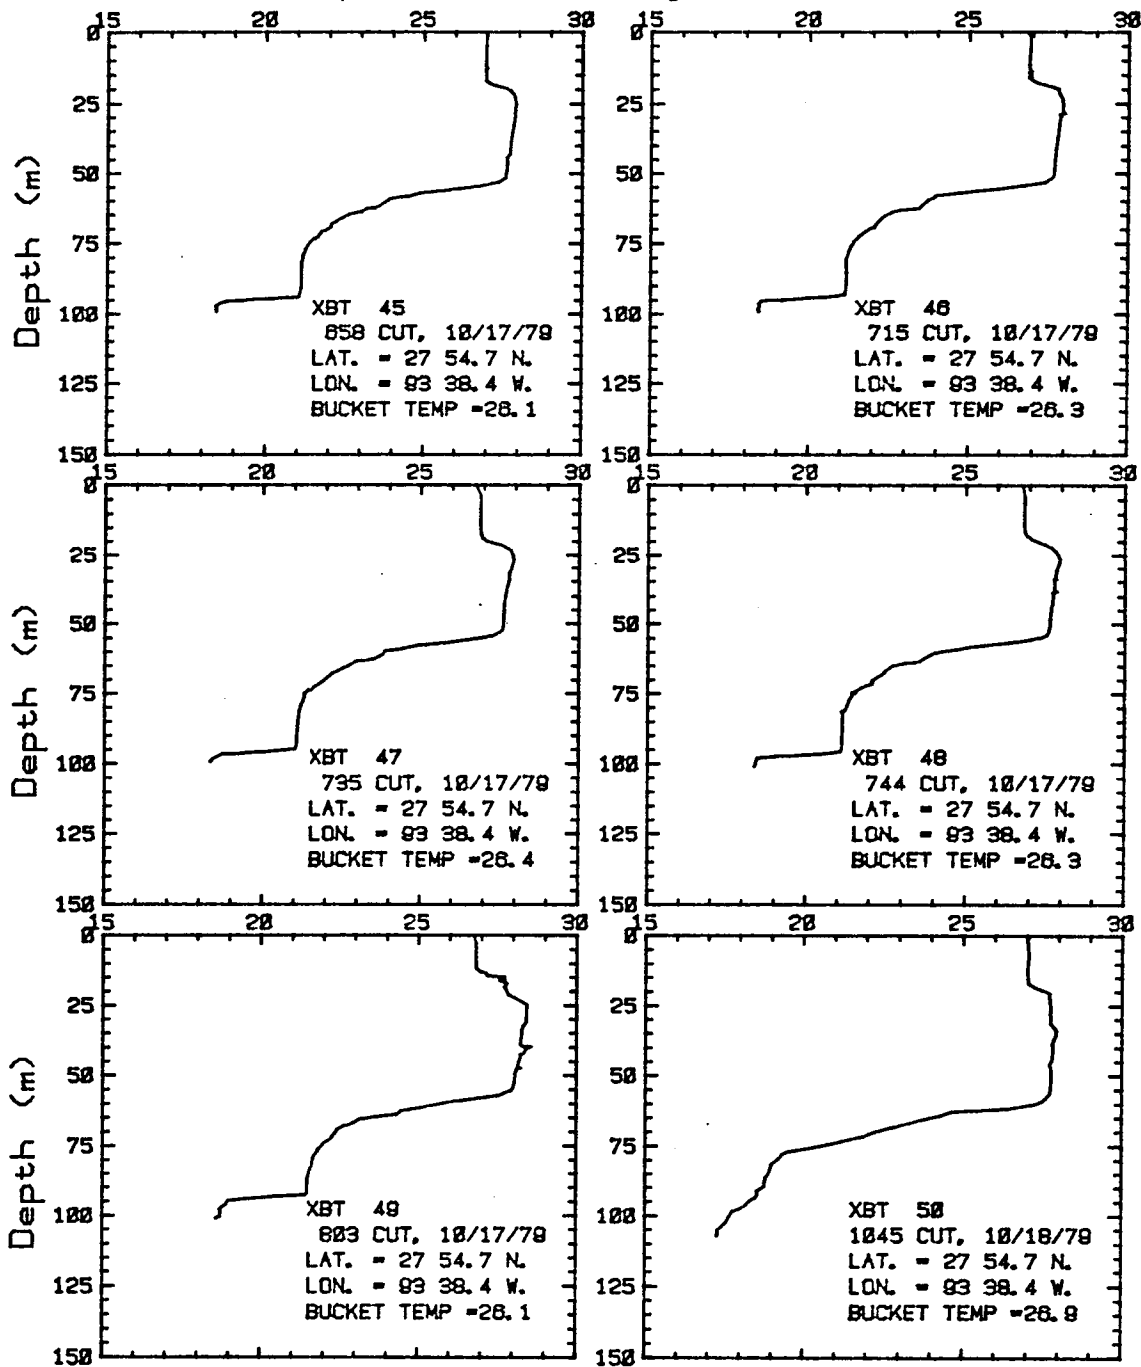 15 20 25 30
0
25
50
75
100
125
150
Depth (m)
XBT 45
658 CUT, 10/17/79
LAT. = 27 54.7 N.
LON. = 93 38.4 W.
BUCKET TEMP =26.1
15 20 25 30
0
25
50
75
100
125
150
XBT 46
715 CUT, 10/17/79
LAT. = 27 54.7 N.
LON. = 93 38.4 W.
BUCKET TEMP =26.3
15 20 25 30
0
25
50
75
100
125
150
Depth (m)
XBT 47
735 CUT, 10/17/79
LAT. = 27 54.7 N.
LON. = 93 38.4 W.
BUCKET TEMP =26.4
15 20 25 30
0
25
50
75
100
125
150
XBT 48
744 CUT, 10/17/79
LAT. = 27 54.7 N.
LON. = 93 38.4 W.
BUCKET TEMP =26.3
15 20 25 30
0
25
50
75
100
125
150
Depth (m)
XBT 49
803 CUT, 10/17/79
LAT. = 27 54.7 N.
LON. = 93 38.4 W.
BUCKET TEMP =26.1
15 20 25 30
0
25
50
75
100
125
150
XBT 50
1045 CUT, 10/18/79
LAT. = 27 54.7 N.
LON. = 93 38.4 W.
BUCKET TEMP =26.9